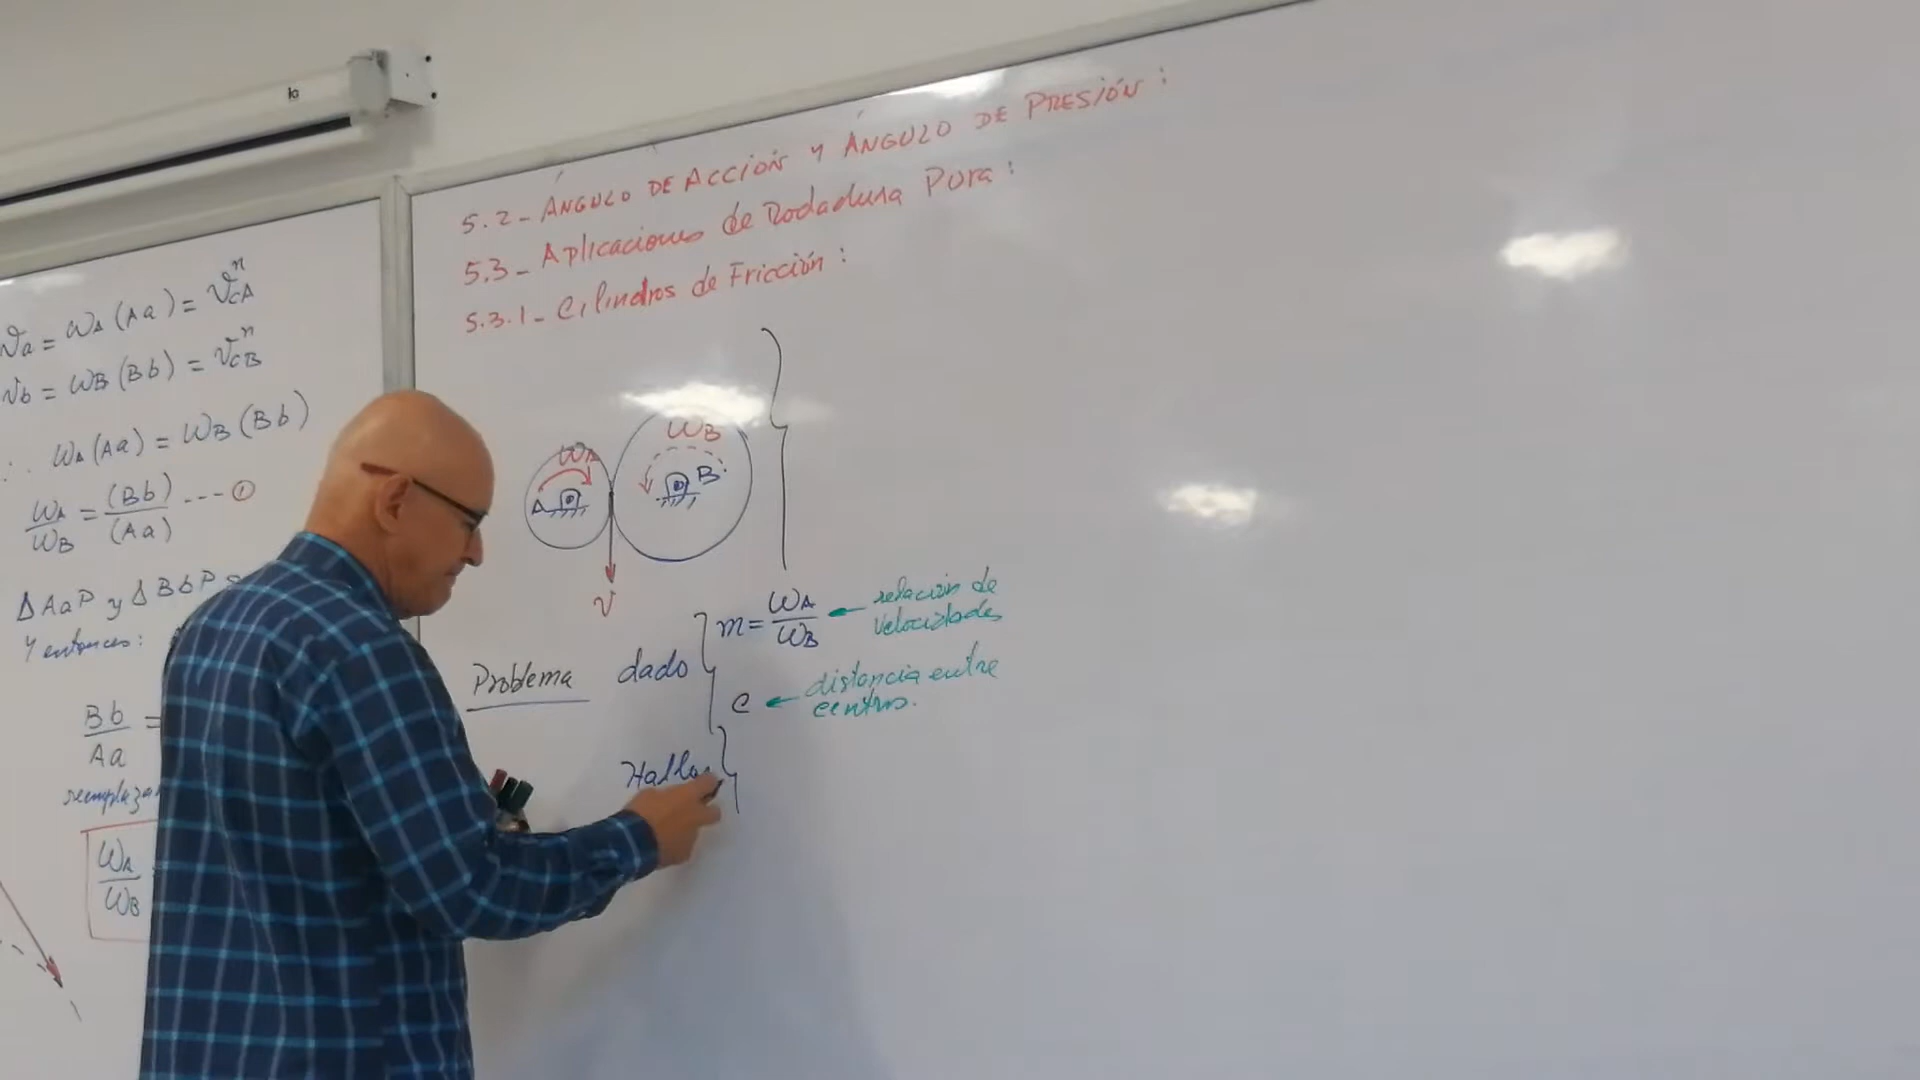 Va = ωA (Aa) = VⁿCA
Vb = ωB (Bb) = VⁿCB
∴ ωA (Aa) = ωB (Bb)
ωA/ωB = (Bb)/(Aa) --- ①
Δ AaP y Δ BbP
Y entonces:
Bb/Aa =
ωA/ωB
5.2- ÁNGULO DE ACCIÓN Y ÁNGULO DE PRESIÓN:
5.3- Aplicaciones de Rodadura Pura:
5.3.1- Cilindros de Fricción:
ωA
ωB
A
B
V
Problema dado
m = ωA/ωB ← relación de
velocidades
C ← distancia entre
centros.
Hallar